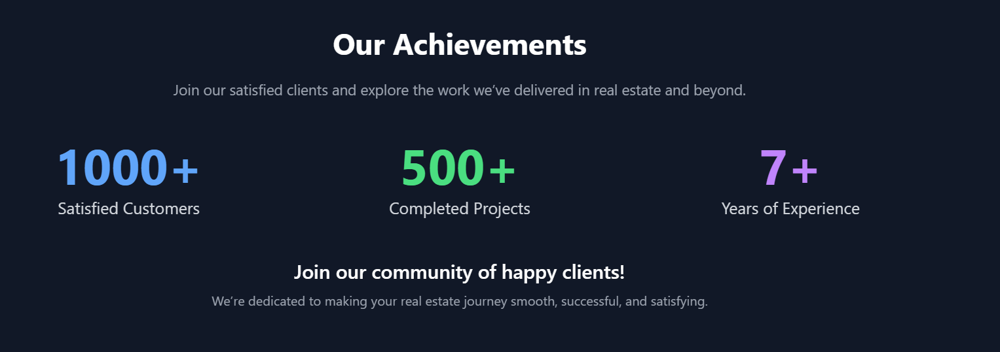 Our Achievements
Join our satisfied clients and explore the work we’ve delivered in real estate and beyond.
1000+
Satisfied Customers
500+
Completed Projects
7+
Years of Experience
Join our community of happy clients!
We’re dedicated to making your real estate journey smooth, successful, and satisfying.